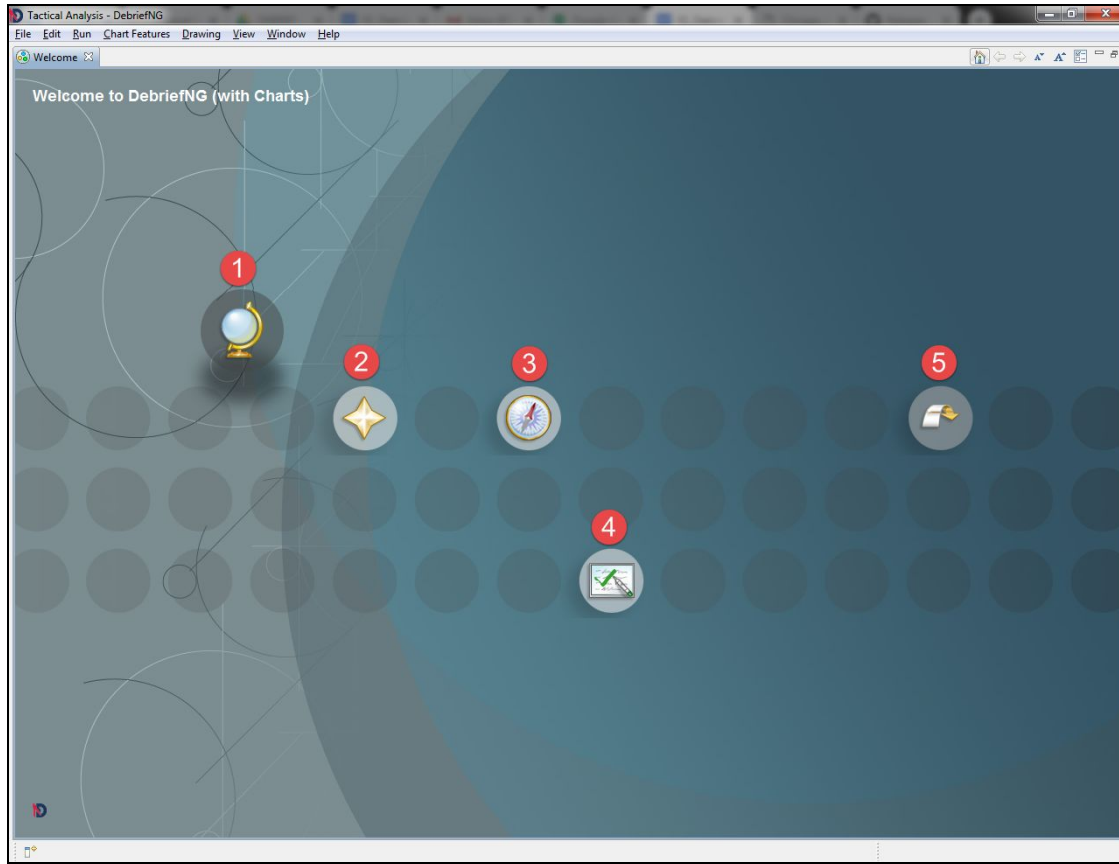 Tactical Analysis - DebriefNG
File Edit Run Chart Features Drawing View Window Help
Welcome
Welcome to DebriefNG (with Charts)
1
2
3
5
4